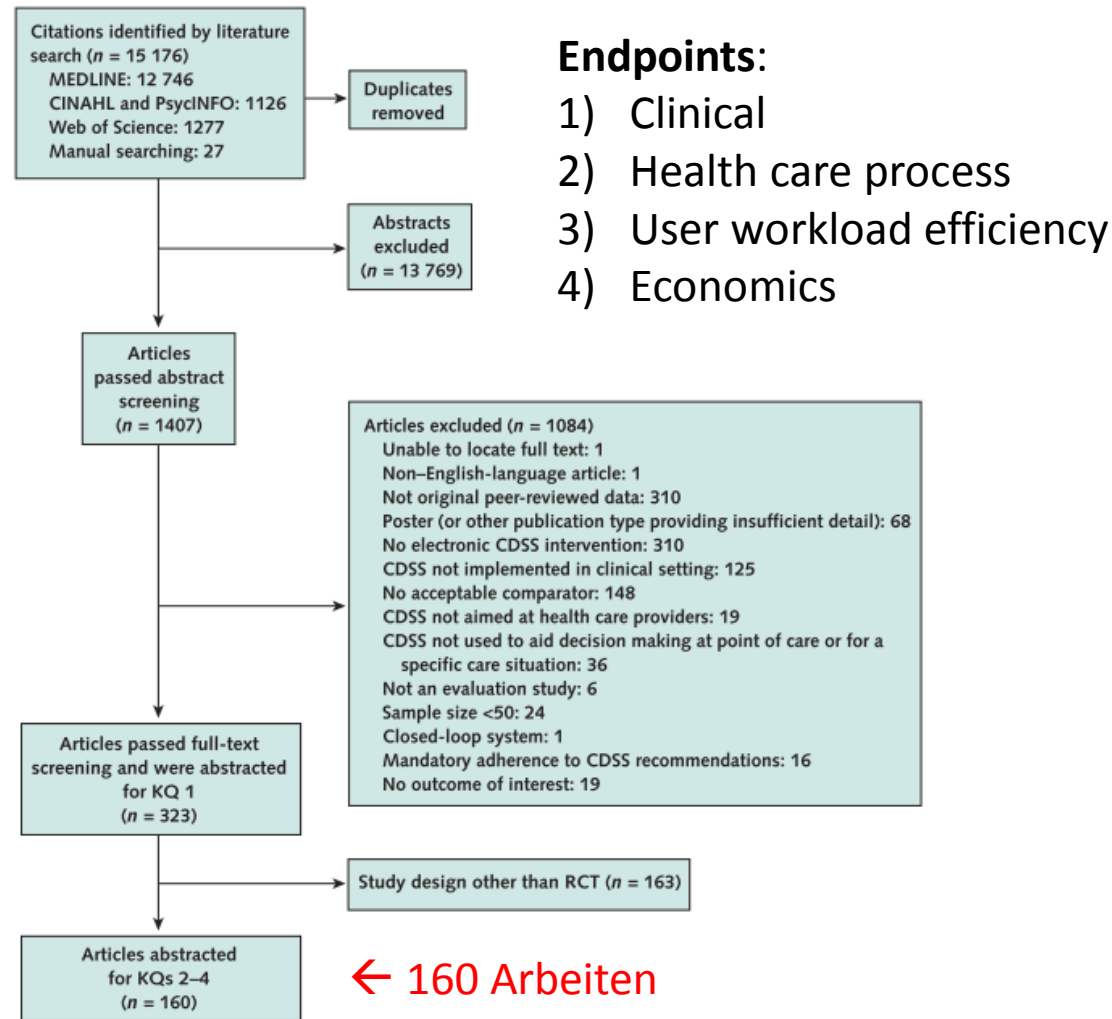 Citations identified by literature
search (n = 15 176)
MEDLINE: 12 746
CINAHL and PsycINFO: 1126
Web of Science: 1277
Manual searching: 27
Duplicates
removed
Endpoints:
1) Clinical
2) Health care process
3) User workload efficiency
4) Economics
Abstracts
excluded
(n = 13 769)
Articles
passed abstract
screening
(n = 1407)
Articles excluded (n = 1084)
Unable to locate full text: 1
Non–English-language article: 1
Not original peer-reviewed data: 310
Poster (or other publication type providing insufficient detail): 68
No electronic CDSS intervention: 310
CDSS not implemented in clinical setting: 125
No acceptable comparator: 148
CDSS not aimed at health care providers: 19
CDSS not used to aid decision making at point of care or for a
specific care situation: 36
Not an evaluation study: 6
Sample size <50: 24
Closed-loop system: 1
Mandatory adherence to CDSS recommendations: 16
No outcome of interest: 19
Articles passed full-text
screening and were abstracted
for KQ 1
(n = 323)
Study design other than RCT (n = 163)
Articles abstracted
for KQs 2–4
(n = 160)
← 160 Arbeiten